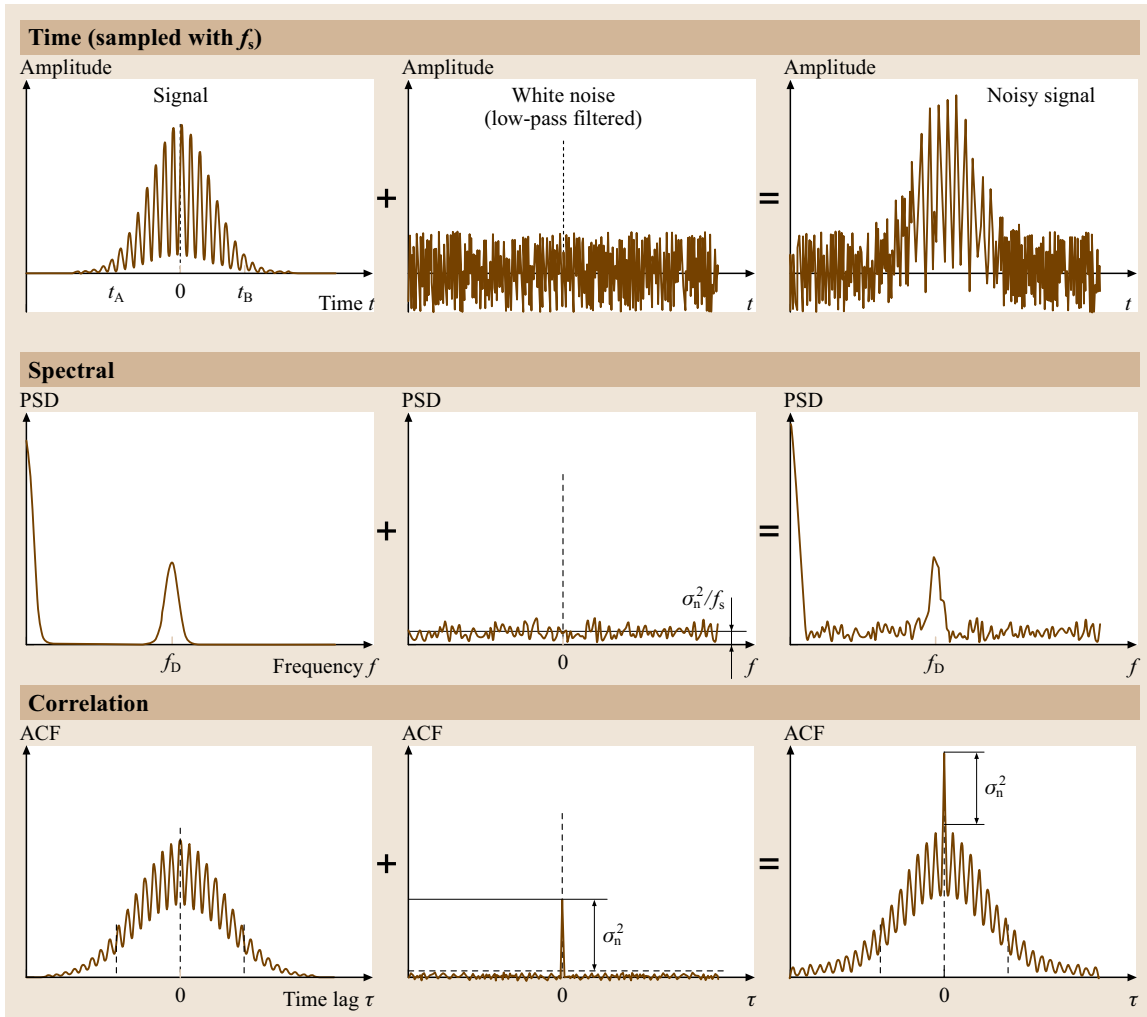 Time (sampled with fs)
Amplitude
Signal
tA
0
tB
Time t
+
Amplitude
White noise
(low-pass filtered)
t
=
Amplitude
Noisy signal
t
Spectral
PSD
fD
Frequency f
+
PSD
σn²/fs
0
f
=
PSD
fD
f
Correlation
ACF
0
Time lag τ
+
ACF
σn²
0
τ
=
ACF
σn²
0
τ